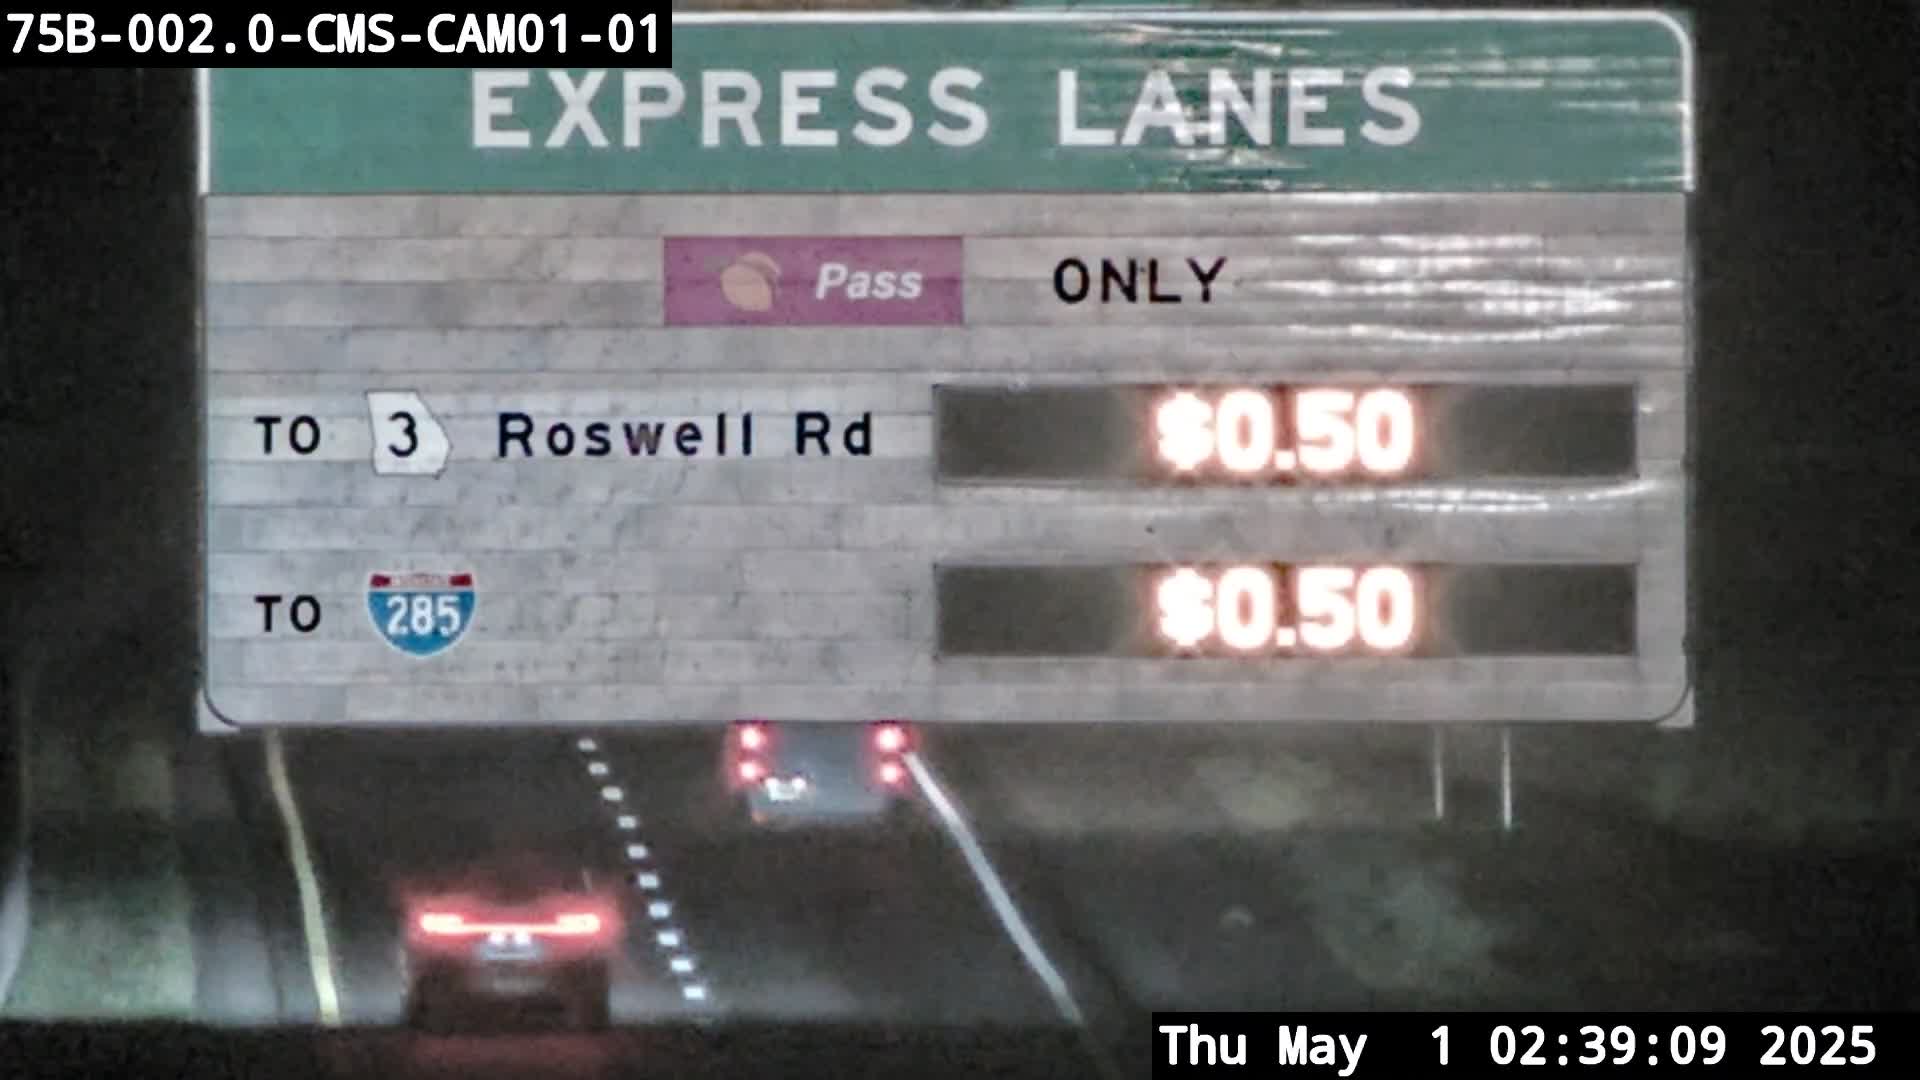 75B-002.0-CMS-CAM01-01
EXPRESS LANES
Pass ONLY
TO 3 Roswell Rd $0.50
TO 285 $0.50
Thu May 1 02:39:09 2025